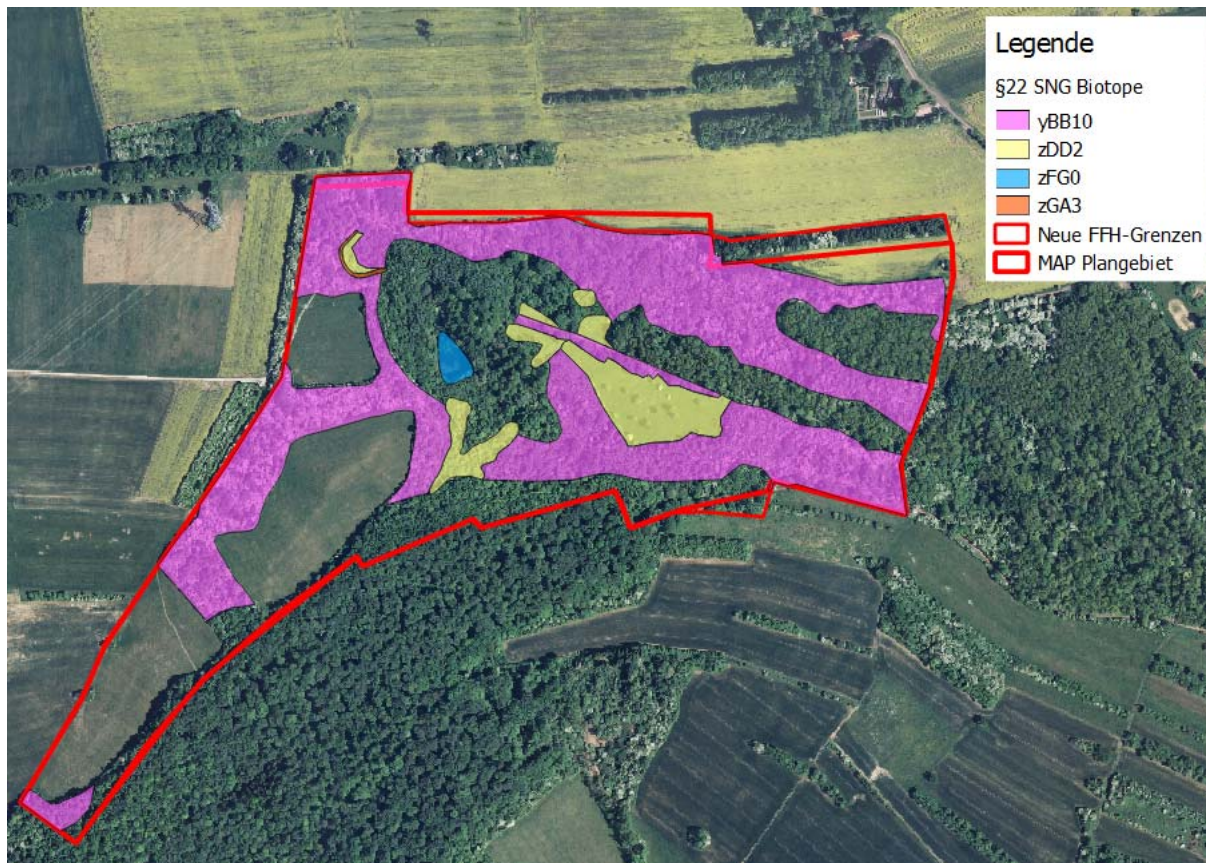 Legende
§22 SNG Biotope
yBB10
zDD2
zFG0
zGA3
Neue FFH-Grenzen
MAP Plangebiet